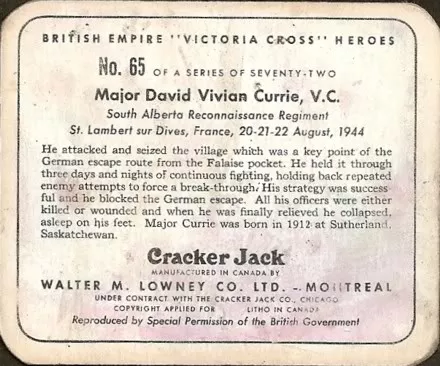 BRITISH EMPIRE "VICTORIA CROSS" HEROES
No. 65 OF A SERIES OF SEVENTY-TWO
Major David Vivian Currie, V.C.
South Alberta Reconnaissance Regiment
St. Lambert sur Dives, France, 20-21-22 August, 1944
He attacked and seized the village which was a key point of the
German escape route from the Falaise pocket. He held it through
three days and nights of continuous fighting, holding back repeated
enemy attempts to force a break-through. His strategy was success-
ful and he blocked the German escape. All his officers were either
killed or wounded and when he was finally relieved he collapsed,
asleep on his feet. Major Currie was born in 1912 at Sutherland,
Saskatchewan.
Cracker Jack
MANUFACTURED IN CANADA BY
WALTER M. LOWNEY CO. LTD. - MONTREAL
UNDER CONTRACT WITH THE CRACKER JACK CO., CHICAGO
COPYRIGHT APPLIED FOR LITHO IN CANADA
Reproduced by Special Permission of the British Government